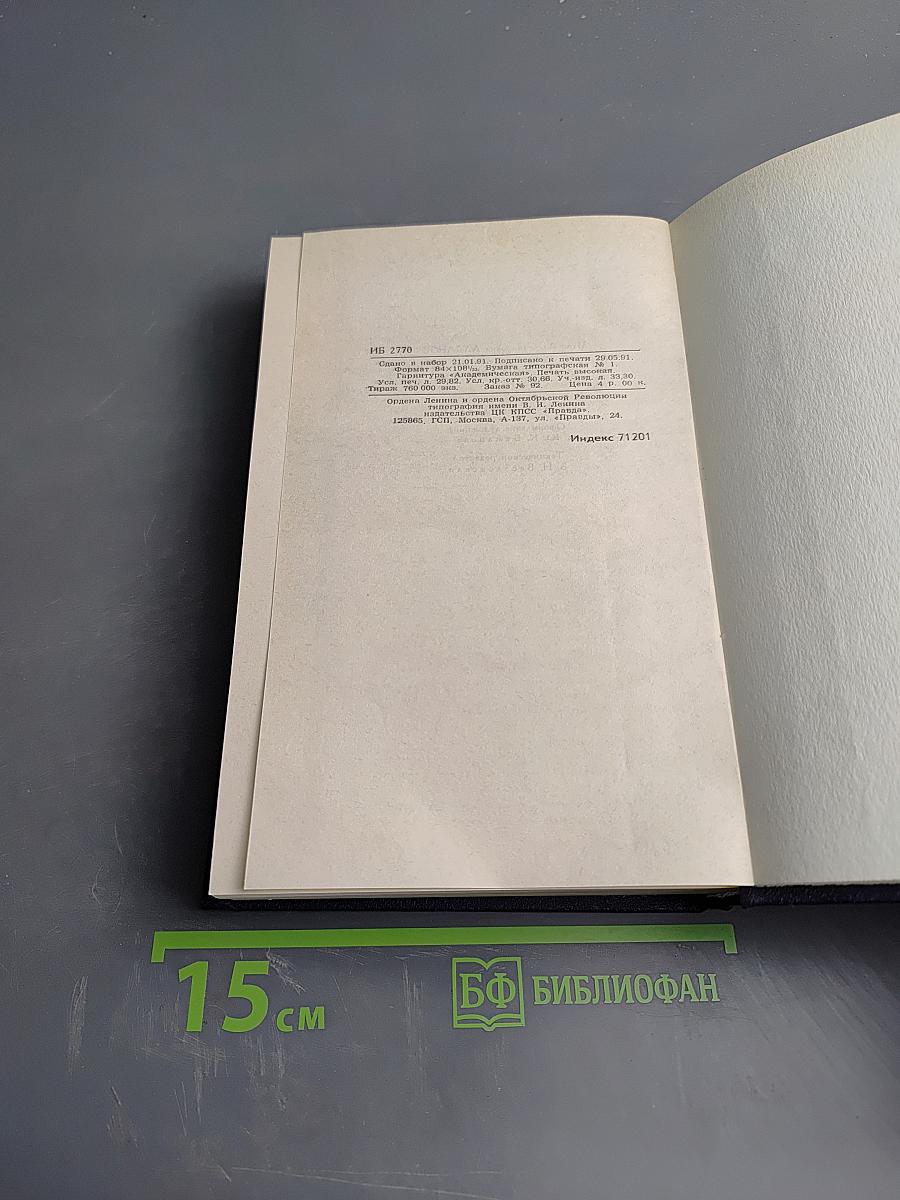 ИБ 2770
Сдано в набор 21.01.91. Подписано к печати 29.05.91.
Формат 84×108¹/₃₂. Бумага типографская № 1.
Гарнитура «Академическая». Печать высокая.
Усл. печ. л. 29,82. Усл. кр.-отт. 30,66. Уч.-изд. л. 33,30.
Тираж 760 000 экз. Заказ № 92. Цена 4 р. 00 к.
Ордена Ленина и ордена Октябрьской Революции
типография имени В. И. Ленина
издательства ЦК КПСС «Правда».
125865, ГСП, Москва, А-137, ул. «Правды», 24.
Индекс 71201
15 см
БФ БИБЛИОФАН